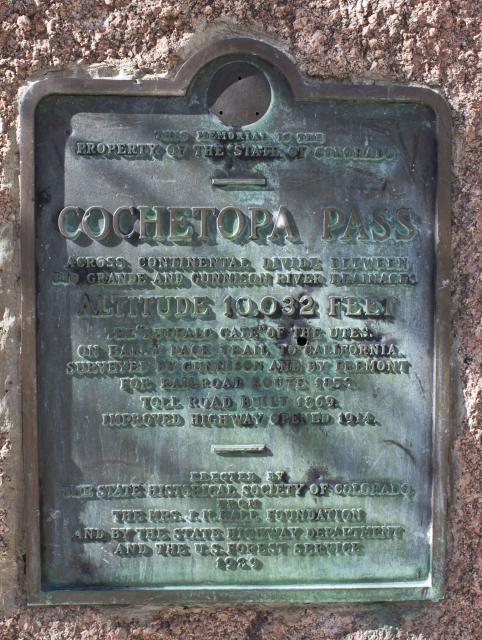 THIS MEMORIAL IS THE
PROPERTY OF THE STATE OF COLORADO
COCHETOPA PASS
ACROSS CONTINENTAL DIVIDE BETWEEN
RIO GRANDE AND GUNNISON RIVER DRAINAGES
ALTITUDE 10,032 FEET
THE "BUFFALO GATE" OF THE UTES.
ON EARLY PACK TRAIL TO CALIFORNIA.
SURVEYED BY GUNNISON AND BY FREMONT
FOR RAILROAD ROUTE, 1853.
TOLL ROAD BUILT 1869.
IMPROVED HIGHWAY OPENED
ERECTED BY
THE STATE HISTORICAL SOCIETY OF COLORADO
FROM
THE MRS. J. N. HALL FOUNDATION
AND BY THE STATE HIGHWAY DEPARTMENT
AND THE U.S. FOREST SERVICE
1939